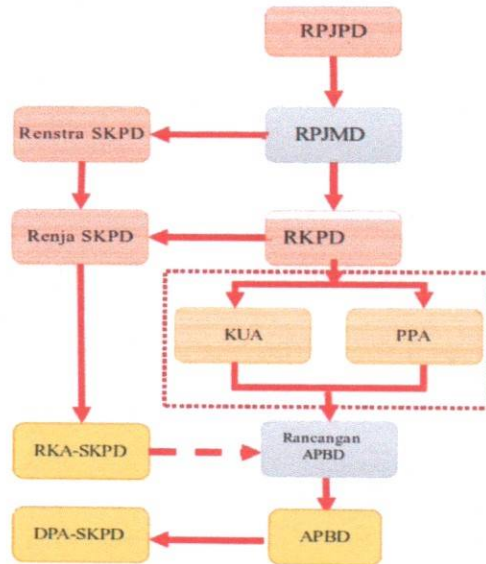 RPJPD
Renstra SKPD
RPJMD
Renja SKPD
RKPD
KUA
PPA
RKA-SKPD
Rancangan
APBD
DPA-SKPD
APBD